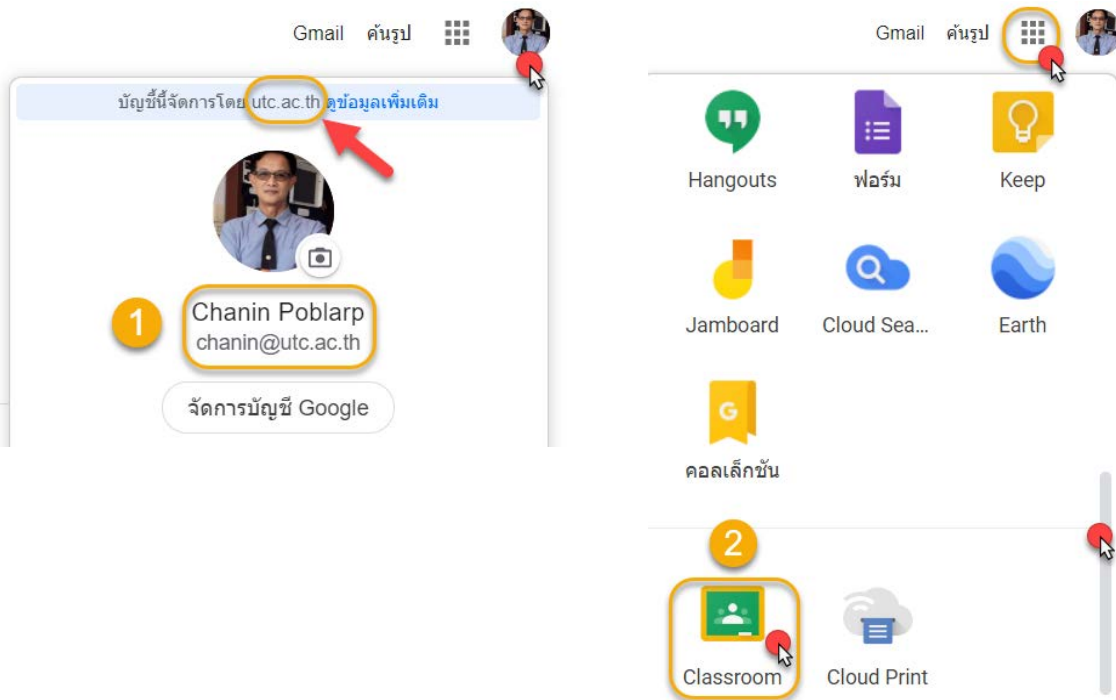 Gmail ค้นรูป
บัญชีนี้จัดการโดย utc.ac.th ดูข้อมูลเพิ่มเติม
1
Chanin Poblarp
chanin@utc.ac.th
จัดการบัญชี Google
Gmail ค้นรูป
Hangouts ฟอร์ม Keep
Jamboard Cloud Sea... Earth
G
คอลเล็กชัน
2
Classroom Cloud Print